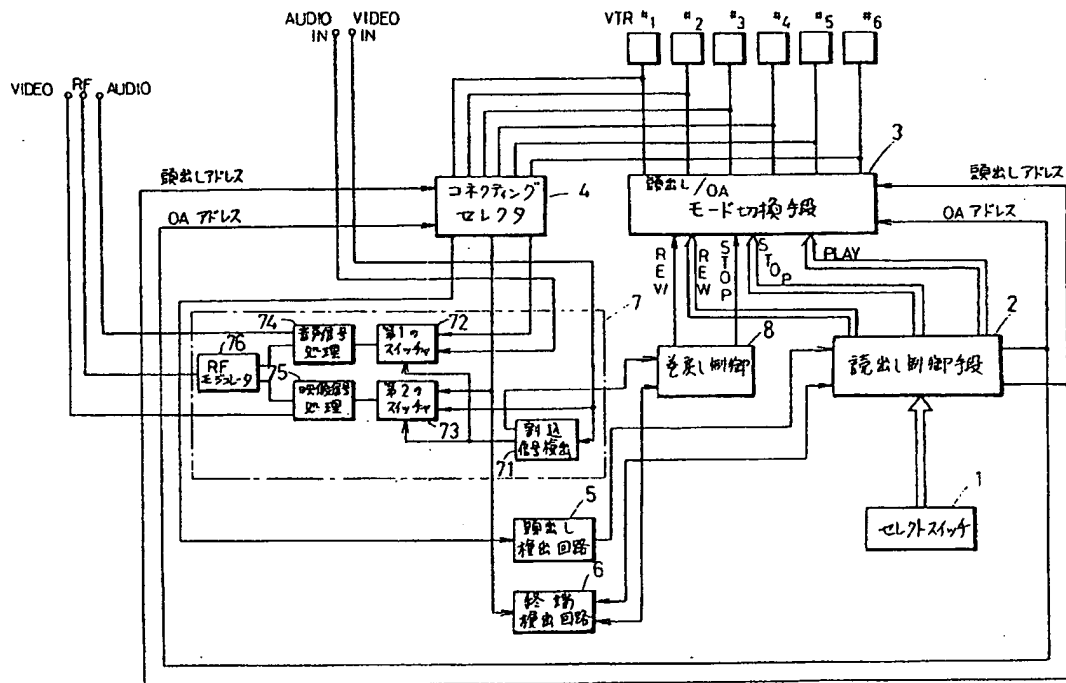 AUDIO IN
VIDEO IN
VTR #1 #2 #3 #4 #5 #6
VIDEO RF AUDIO
3
頭出しアドレス
OA アドレス
コネクティング
セレクタ
4
頭出し/OA
モード切換手段
頭出しアドレス
OA アドレス
REW
REW
STOP
STOP
PLAY
7
74
音声信号
処理
72
第1の
スイッチャ
76
RF
モジュレータ
75
映像信号
処理
第2の
スイッチャ
73
割込
信号検出
71
8
巻戻し制御
2
読出し制御手段
5
頭出し
検出回路
1
セレクトスイッチ
6
終端
検出回路